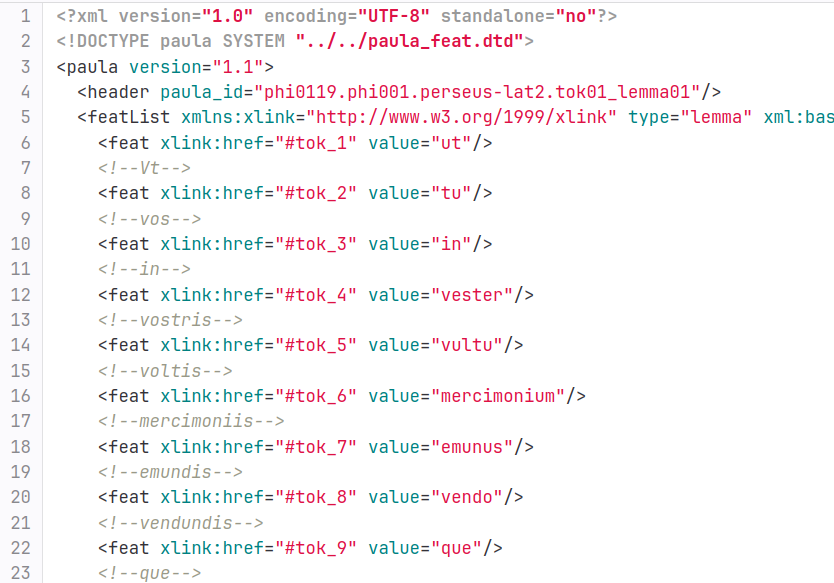 1 <?xml version="1.0" encoding="UTF-8" standalone="no"?>
2 <!DOCTYPE paula SYSTEM "../../paula_feat.dtd">
3 <paula version="1.1">
4 <header paula_id="phi0119.phi001.perseus-lat2.tok01_lemma01"/>
5 <featList xmlns:xlink="http://www.w3.org/1999/xlink" type="lemma" xml:bas
6 <feat xlink:href="#tok_1" value="ut"/>
7 <!--Vt-->
8 <feat xlink:href="#tok_2" value="tu"/>
9 <!--vos-->
10 <feat xlink:href="#tok_3" value="in"/>
11 <!--in-->
12 <feat xlink:href="#tok_4" value="vester"/>
13 <!--vostris-->
14 <feat xlink:href="#tok_5" value="vultu"/>
15 <!--voltis-->
16 <feat xlink:href="#tok_6" value="mercimonium"/>
17 <!--mercimoniis-->
18 <feat xlink:href="#tok_7" value="emunus"/>
19 <!--emundis-->
20 <feat xlink:href="#tok_8" value="vendo"/>
21 <!--vendundis-->
22 <feat xlink:href="#tok_9" value="que"/>
23 <!--que-->